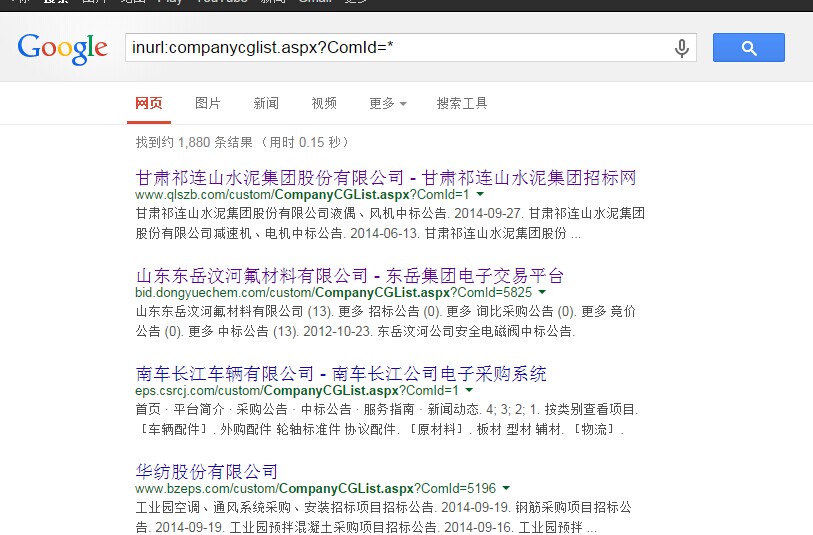 搜索 图片 地图 Play YouTube 新闻 Gmail 更多
Google
inurl:companycglist.aspx?ComId=*
网页 图片 新闻 视频 更多 搜索工具
找到约 1,880 条结果 （用时 0.15 秒）
甘肃祁连山水泥集团股份有限公司 - 甘肃祁连山水泥集团招标网
www.qlszb.com/custom/CompanyCGList.aspx?ComId=1
甘肃祁连山水泥集团股份有限公司液偶、风机中标公告. 2014-09-27. 甘肃祁连山水泥集团
股份有限公司减速机、电机中标公告. 2014-06-13. 甘肃祁连山水泥集团股份 ...
山东东岳汶河氟材料有限公司 - 东岳集团电子交易平台
bid.dongyuechem.com/custom/CompanyCGList.aspx?ComId=5825
山东东岳汶河氟材料有限公司 (13). 更多 招标公告 (0). 更多 询比采购公告 (0). 更多 竞价
公告 (0). 更多 中标公告 (13). 2012-10-23. 东岳汶河公司安全电磁阀中标公告.
南车长江车辆有限公司 - 南车长江公司电子采购系统
eps.csrcj.com/custom/CompanyCGList.aspx?ComId=1
首页 · 平台简介 · 采购公告 · 中标公告 · 服务指南 · 新闻动态. 4; 3; 2; 1. 按类别查看项目.
［车辆配件］. 外购配件 轮轴标准件 协议配件. ［原材料］. 板材 型材 辅材. ［物流］.
华纺股份有限公司
www.bzeps.com/custom/CompanyCGList.aspx?ComId=5196
工业园空调、通风系统采购、安装招标项目招标公告. 2014-09-19. 钢筋采购项目招标公
告. 2014-09-19. 工业园预拌混凝土采购项目招标公告. 2014-09-16. 工业园预拌 ...